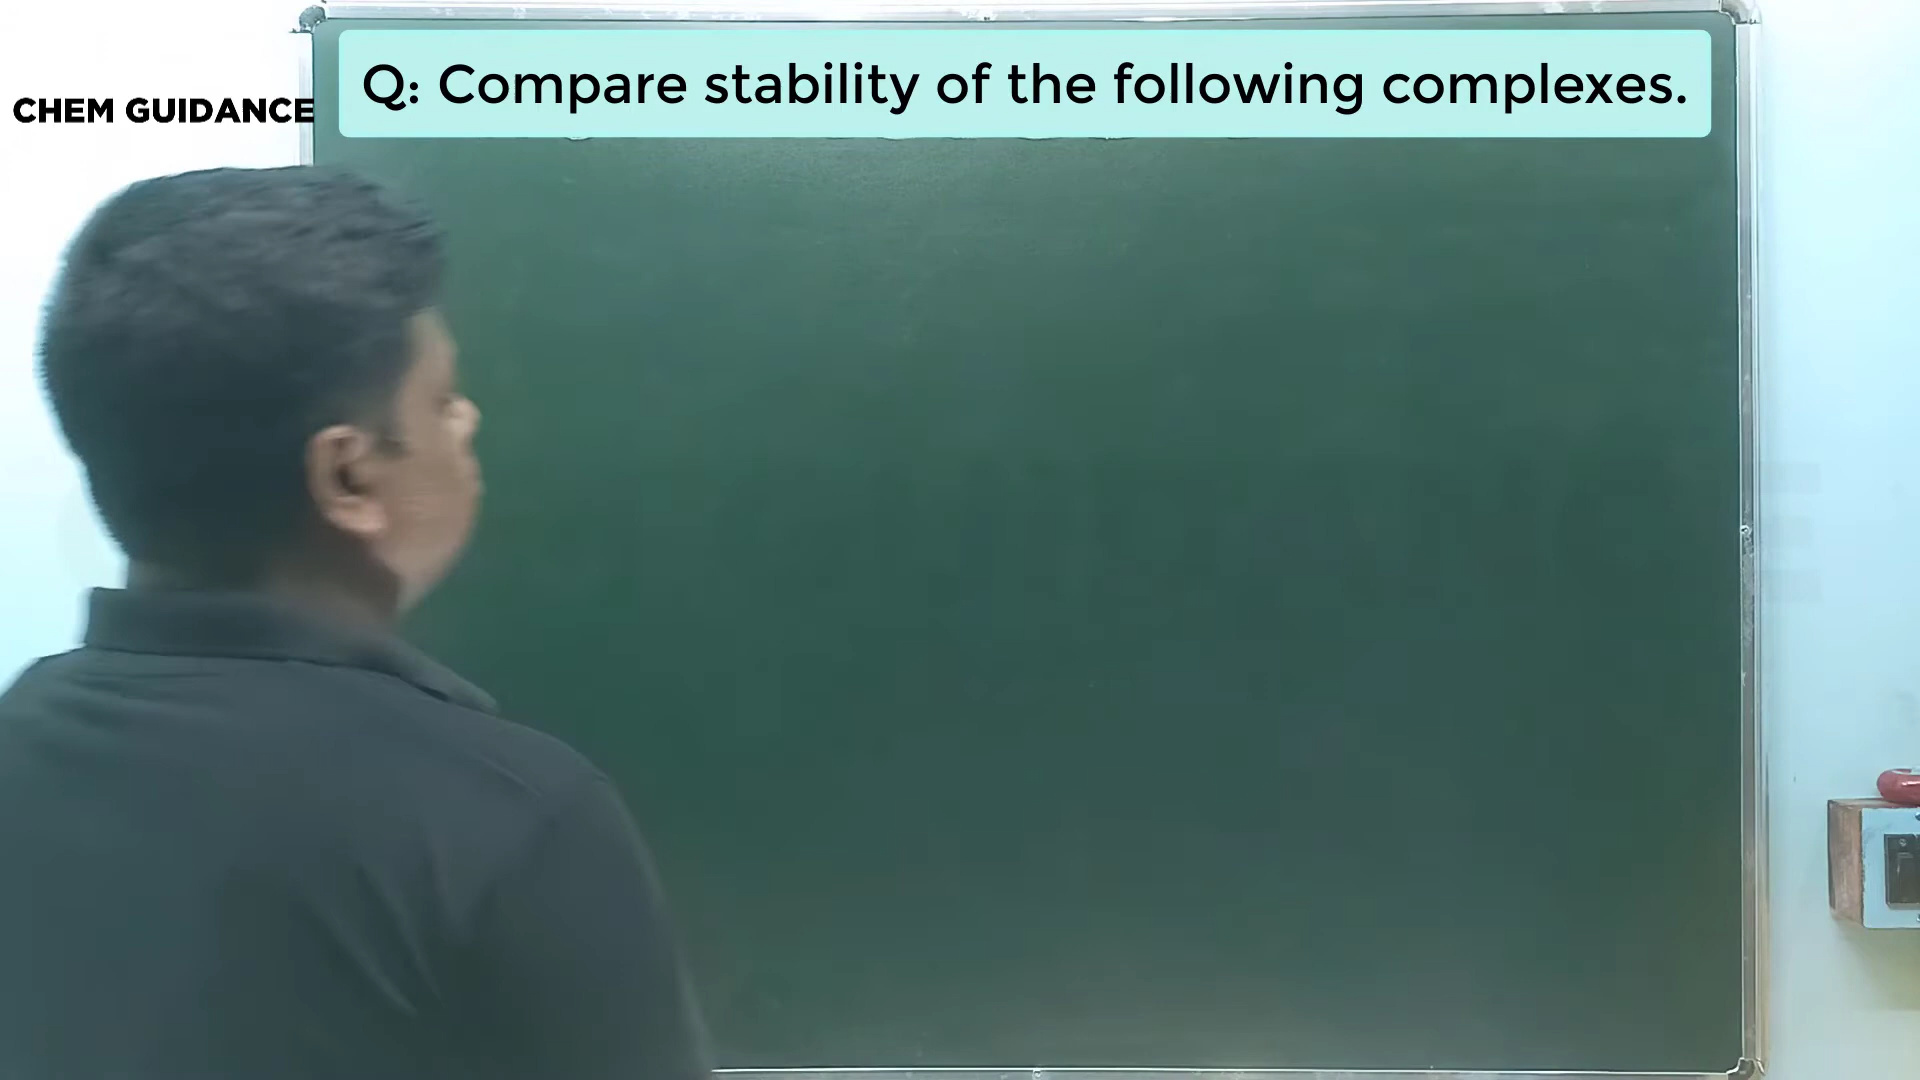 Q: Compare stability of the following complexes.
CHEM GUIDANCE